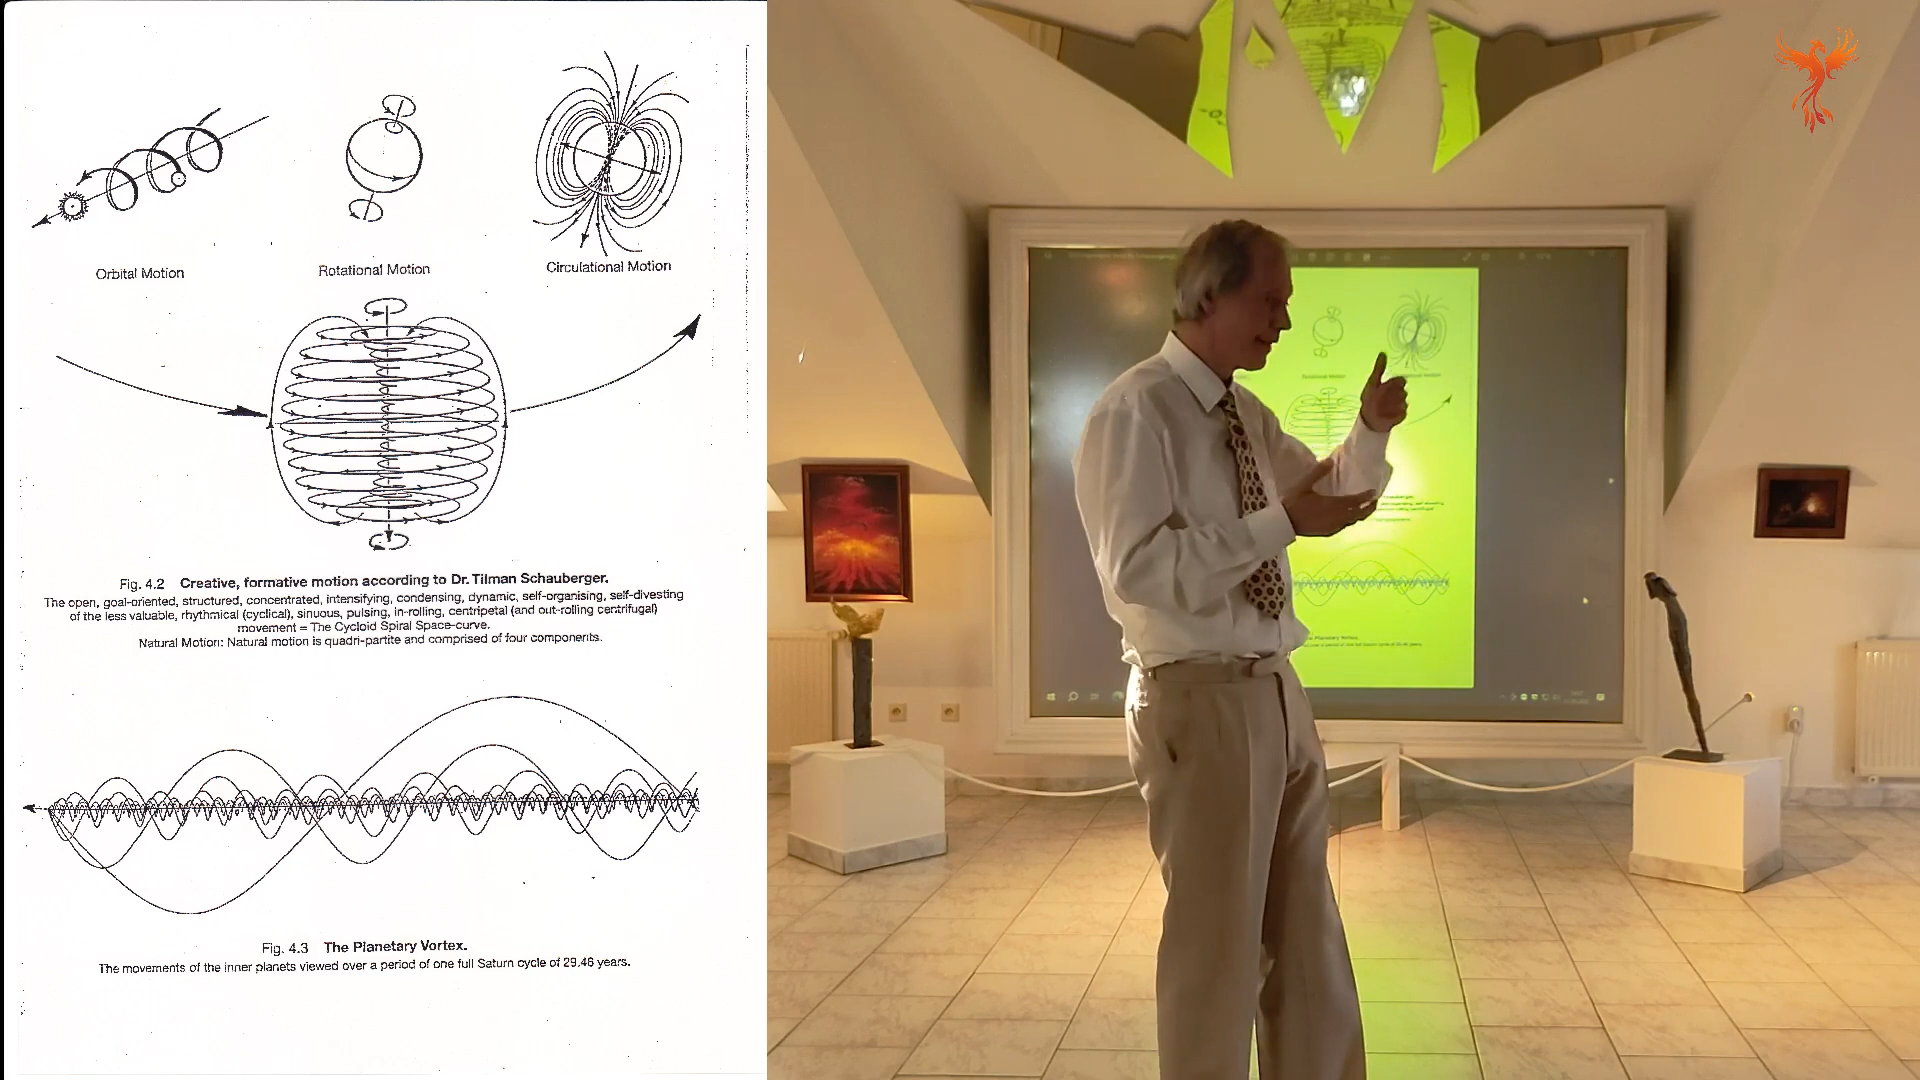 Orbital Motion
Rotational Motion
Circulational Motion
Fig. 4.2 Creative, formative motion according to Dr. Tilman Schauberger.
The open, goal-oriented, structured, concentrated, intensifying, condensing, dynamic, self-organising, self-divesting
of the less valuable, rhythmical (cyclical), sinuous, pulsing, in-rolling, centripetal (and out-rolling centrifugal)
movement = The Cycloid Spiral Space-curve.
Natural Motion: Natural motion is quadri-partite and comprised of four components.
Fig. 4.3 The Planetary Vortex.
The movements of the inner planets viewed over a period of one full Saturn cycle of 29.46 years.
Rotational Motion
Planetary Vortex.